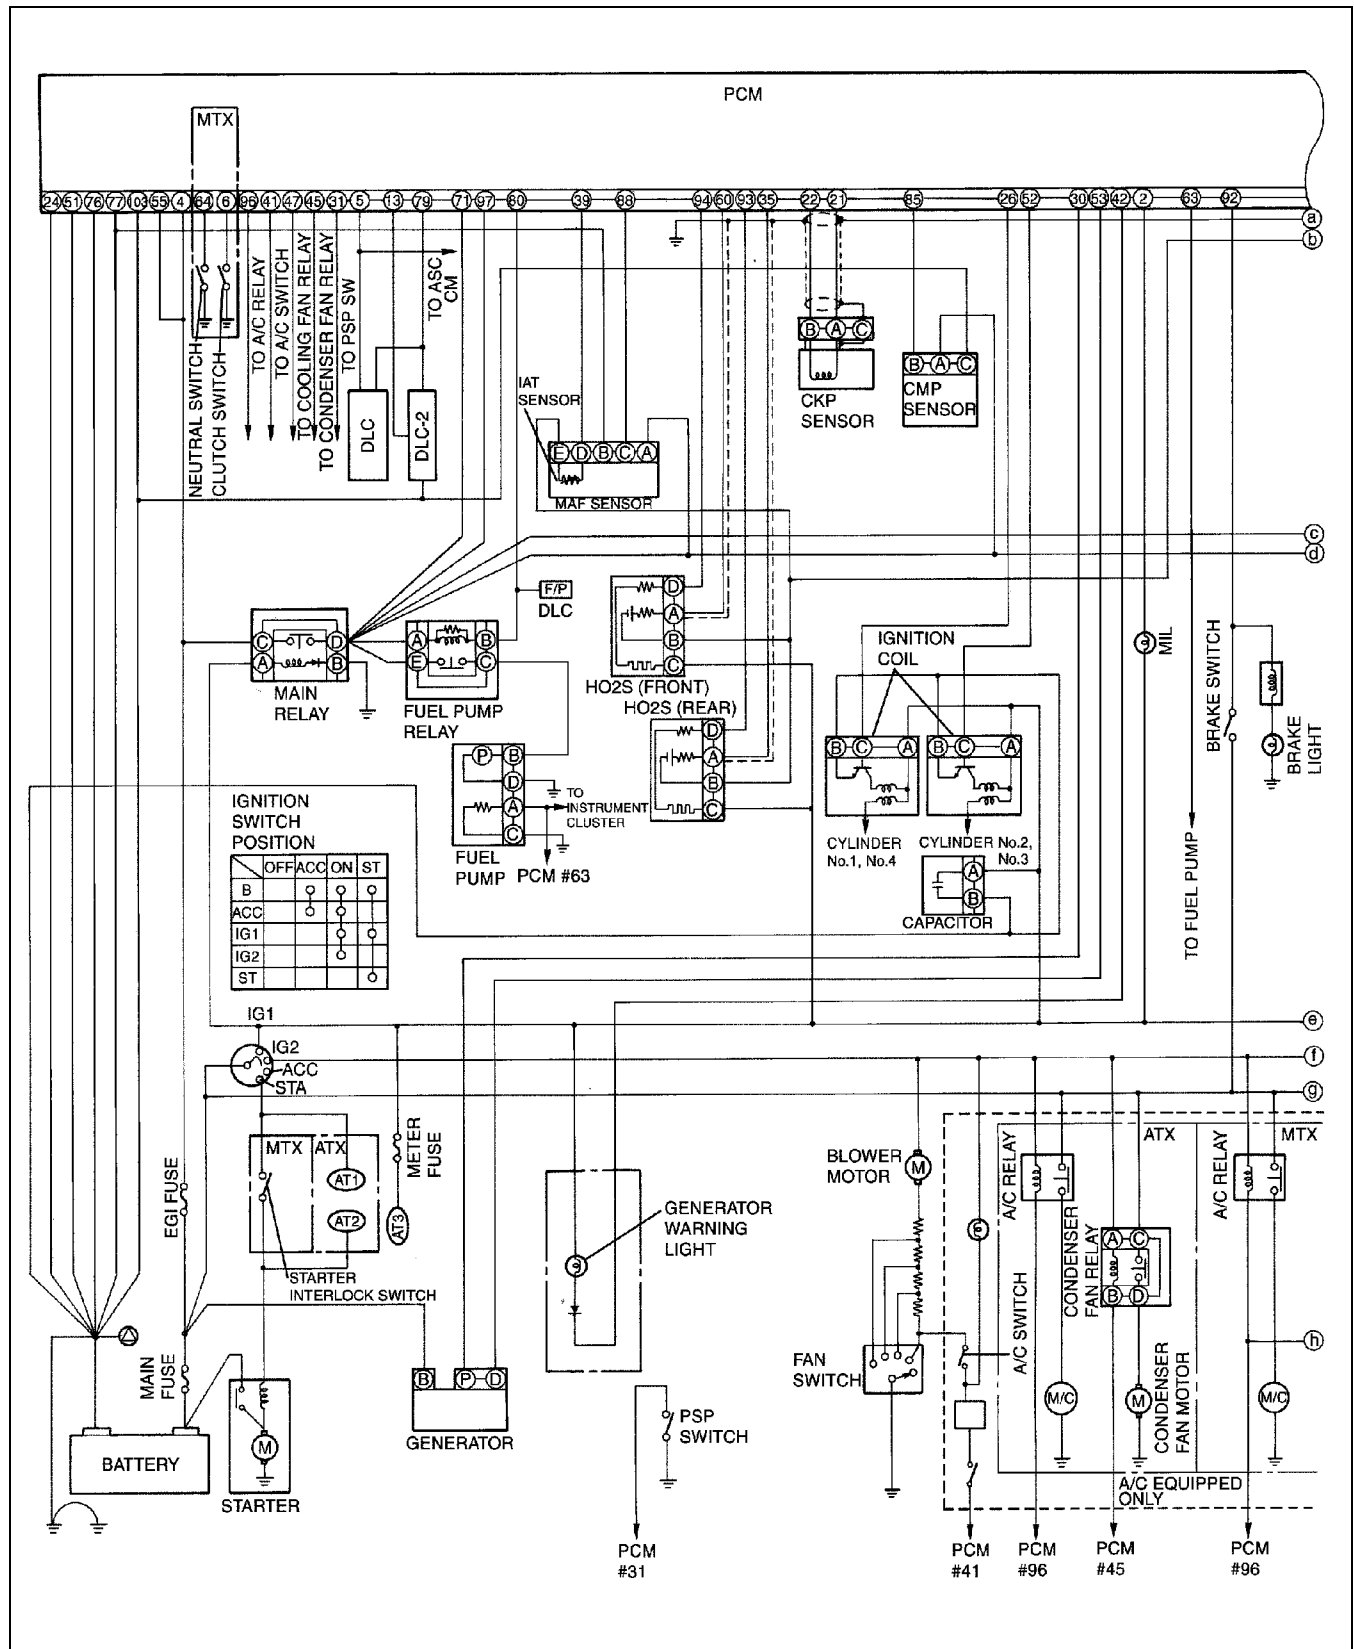 PCM
MTX
24 51 76 77 103 55 4 64 6 96 41 47 45 31 5 13 79 71 97 80 39 88 94 60 93 35 22 21 85 26 52 30 53 42 2 63 92
a
b
NEUTRAL SWITCH
CLUTCH SWITCH
TO A/C RELAY
TO A/C SWITCH
TO COOLING FAN RELAY
TO CONDENSER FAN RELAY
TO PSP SW
TO ASC
CM
DLC
DLC-2
IAT
SENSOR
E D B C A
MAF SENSOR
B A C
CKP
SENSOR
B A C
CMP
SENSOR
c
d
F/P
DLC
C D
A B
MAIN
RELAY
A B
E C
FUEL PUMP
RELAY
D
A
B
C
HO2S (FRONT)
HO2S (REAR)
D
A
B
C
IGNITION
COIL
B C A
B C A
CYLINDER
No.1, No.4
CYLINDER No.2,
No.3
A
B
CAPACITOR
MIL
TO FUEL PUMP
BRAKE SWITCH
BRAKE
LIGHT
P B
D
A
C
TO
INSTRUMENT
CLUSTER
FUEL
PUMP
PCM #63
IGNITION
SWITCH
POSITION
OFF ACC ON ST
B
ACC
IG1
IG2
ST
IG1
IG2
ACC
STA
e
f
g
MTX
ATX
AT1
AT2
AT3
METER
FUSE
EGI FUSE
STARTER
INTERLOCK SWITCH
MAIN
FUSE
BATTERY
M
STARTER
B P D
GENERATOR
GENERATOR
WARNING
LIGHT
PSP
SWITCH
PCM
#31
BLOWER
MOTOR
M
FAN
SWITCH
A/C SWITCH
A/C RELAY
CONDENSER
FAN RELAY
ATX
A C
B D
M/C
M
CONDENSER
FAN MOTOR
A/C RELAY
MTX
h
M/C
A/C EQUIPPED
ONLY
PCM
#41
PCM
#96
PCM
#45
PCM
#96